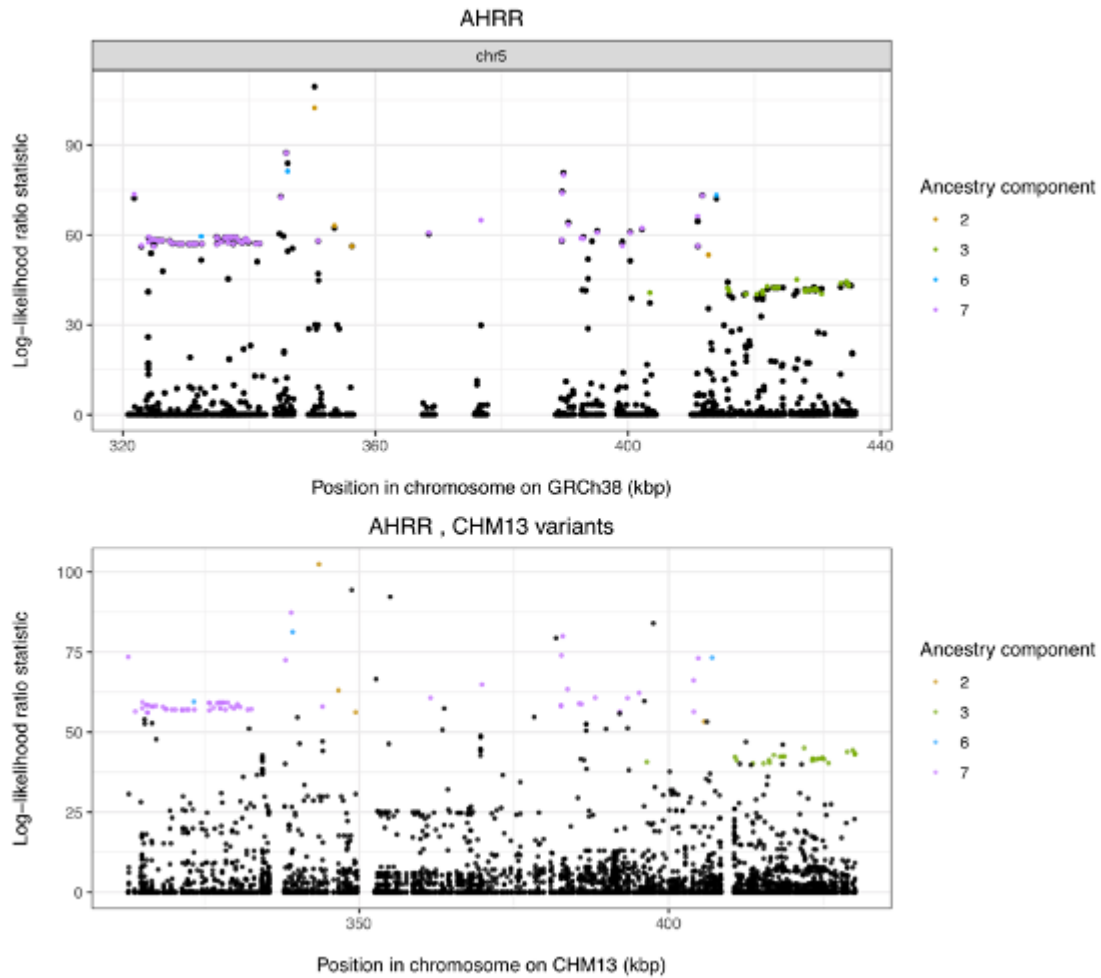 AHRR
chr5
Log-likelihood ratio statistic
90
60
30
0
320
360
400
440
Position in chromosome on GRCh38 (kbp)
Ancestry component
2
3
6
7
AHRR , CHM13 variants
Log-likelihood ratio statistic
100
75
50
25
0
350
400
Position in chromosome on CHM13 (kbp)
Ancestry component
2
3
6
7